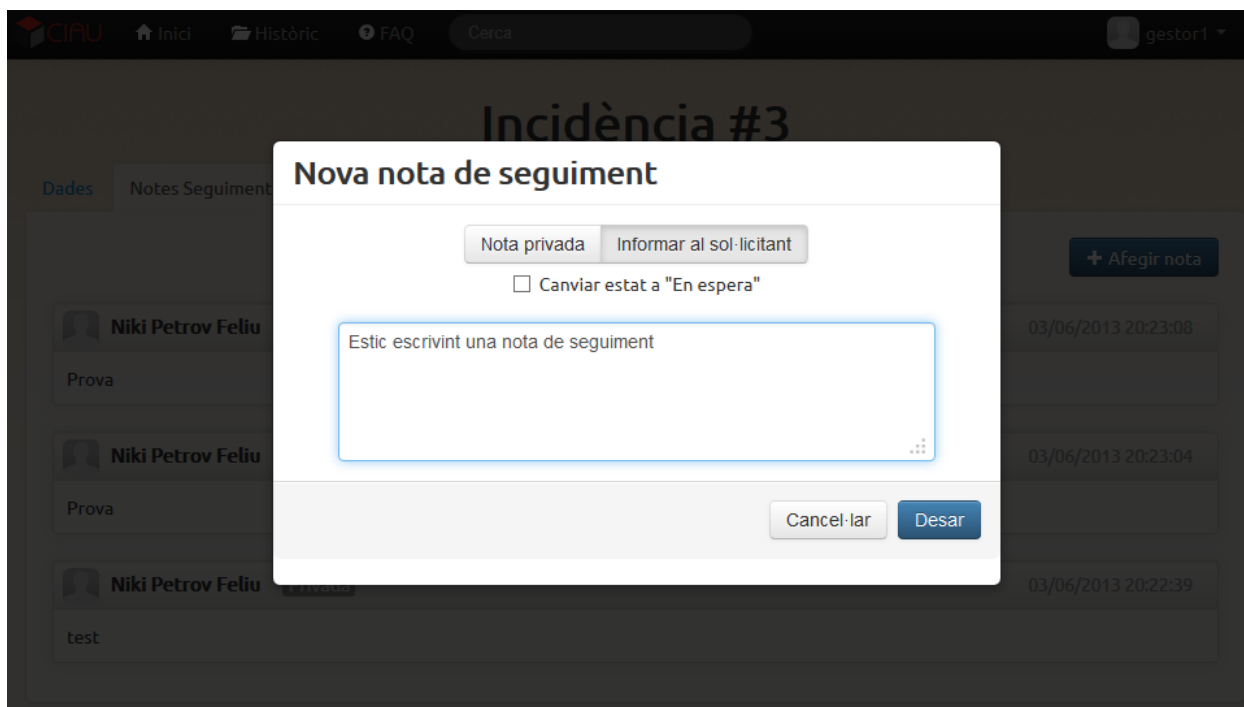 CIAU Inici Històric FAQ Cerca gestor1
Incidència #3
Dades Notes Seguiment
Nova nota de seguiment
Nota privada Informar al sol·licitant
Canviar estat a "En espera"
+ Afegir nota
Estic escrivint una nota de seguiment
Niki Petrov Feliu 03/06/2013 20:23:08
Prova
Niki Petrov Feliu 03/06/2013 20:23:04
Prova
Cancel·lar Desar
Niki Petrov Feliu Privada 03/06/2013 20:22:39
test